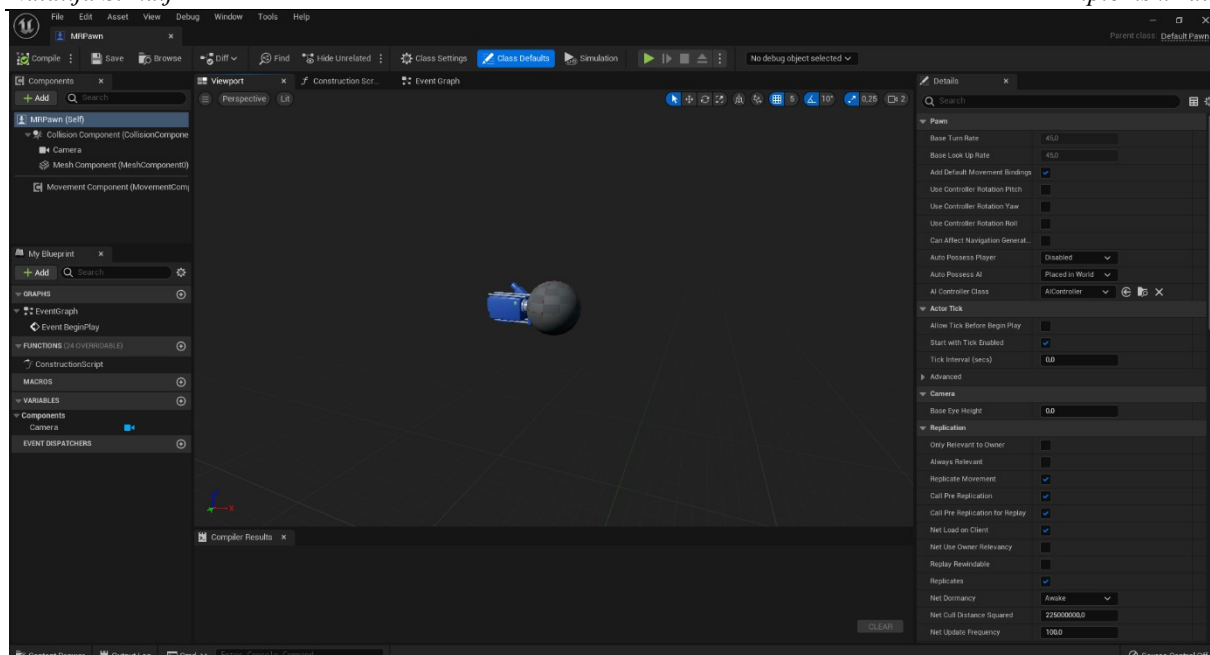 File Edit Asset View Debug Window Tools Help
MRPawn ×
Parent class: Default Pawn
Compile Save Browse Diff Find Hide Unrelated Class Settings Class Defaults Simulation No debug object selected
Components ×
+ Add Search
MRPawn (Self)
Collision Component (CollisionCompone
Camera
Mesh Component (MeshComponent0)
Movement Component (MovementComp
My Blueprint ×
+ Add Search
GRAPHS
EventGraph
Event BeginPlay
FUNCTIONS (24 OVERRIDABLE)
ConstructionScript
MACROS
VARIABLES
Components
Camera
EVENT DISPATCHERS
Viewport × Construction Scr... Event Graph
Perspective Lit 5 10° 0,25 2
X
Compiler Results ×
CLEAR
Details ×
Search
Pawn
Base Turn Rate 45,0
Base Look Up Rate 45,0
Add Default Movement Bindings
Use Controller Rotation Pitch
Use Controller Rotation Yaw
Use Controller Rotation Roll
Can Affect Navigation Generat...
Auto Possess Player Disabled
Auto Possess AI Placed in World
AI Controller Class AIController
Actor Tick
Allow Tick Before Begin Play
Start with Tick Enabled
Tick Interval (secs) 0,0
Advanced
Camera
Base Eye Height 0,0
Replication
Only Relevant to Owner
Always Relevant
Replicate Movement
Call Pre Replication
Call Pre Replication for Replay
Net Load on Client
Net Use Owner Relevancy
Replay Rewindable
Replicates
Net Dormancy Awake
Net Cull Distance Squared 225000000,0
Net Update Frequency 100,0